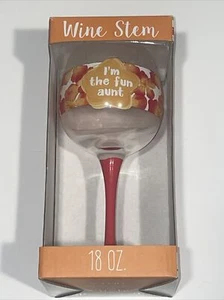 Wine Stem
I'm
the fun
aunt
18 OZ.